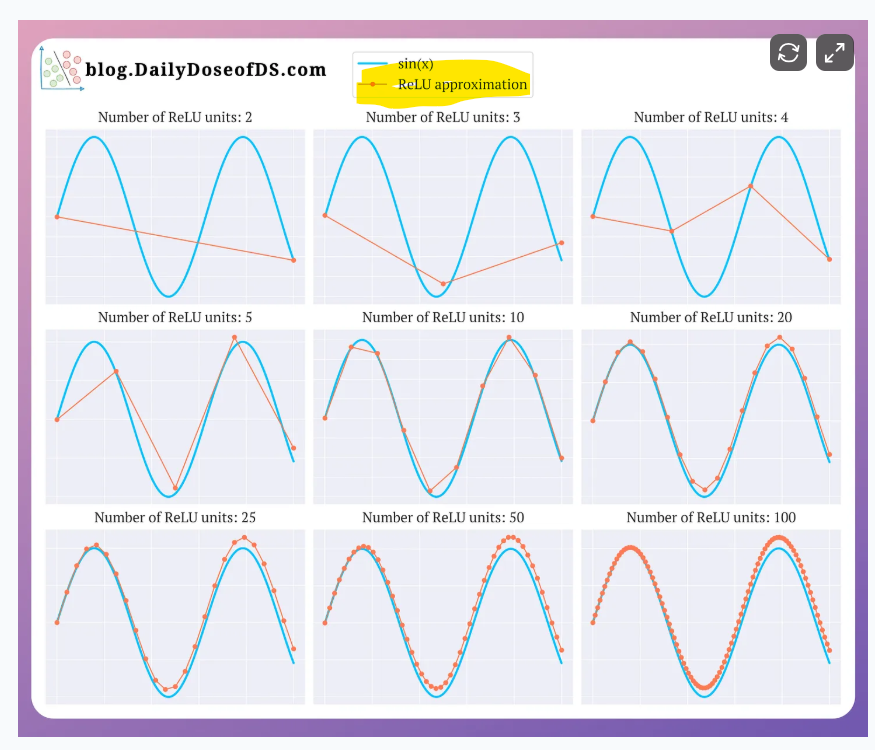 blog.DailyDoseofDS.com
sin(x)
ReLU approximation
Number of ReLU units: 2
Number of ReLU units: 3
Number of ReLU units: 4
Number of ReLU units: 5
Number of ReLU units: 10
Number of ReLU units: 20
Number of ReLU units: 25
Number of ReLU units: 50
Number of ReLU units: 100